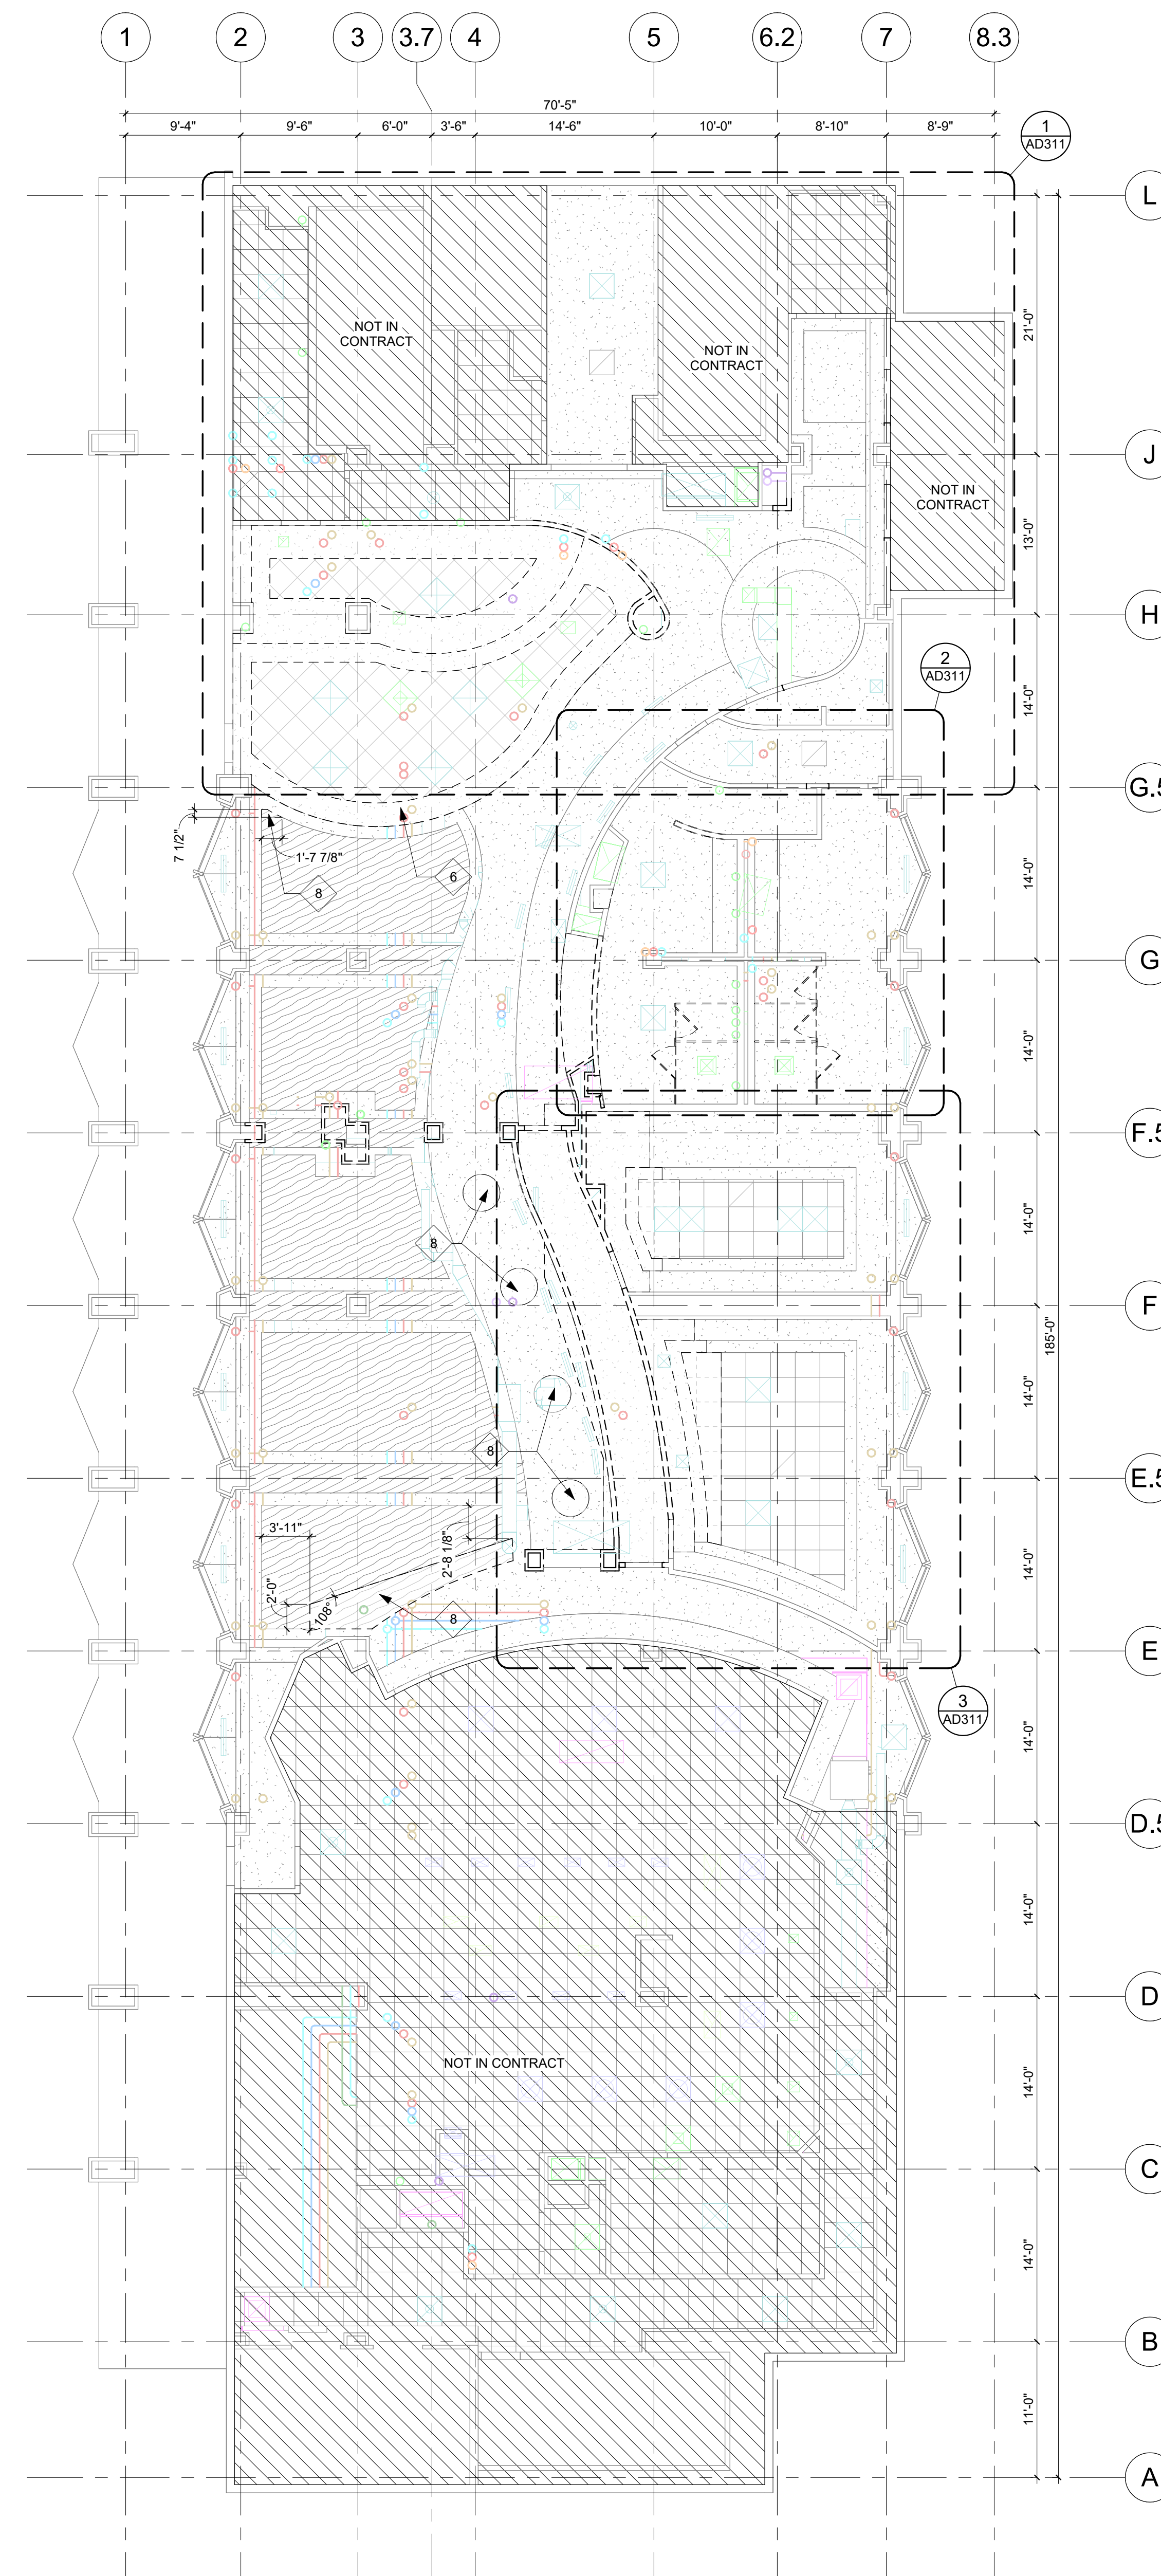 1 2 3 3.7 4 5 6.2 7 8.3
70'-5"
9'-4" 9'-6" 6'-0" 3'-6" 14'-6" 10'-0" 8'-10" 8'-9"
1
AD311
L
21'-0"
NOT IN
CONTRACT
NOT IN
CONTRACT
J
NOT IN
CONTRACT
13'-0"
H
2
AD311
14'-0"
G.5
7 1/2"
1'-7 7/8"
8
6
14'-0"
G
14'-0"
F.5
14'-0"
8
F
185'-0"
14'-0"
8
E.5
3'-11"
2'-8 1/8"
14'-0"
2'-0"
108°
8
E
3
AD311
14'-0"
D.5
14'-0"
D
NOT IN CONTRACT
14'-0"
C
14'-0"
B
11'-0"
A